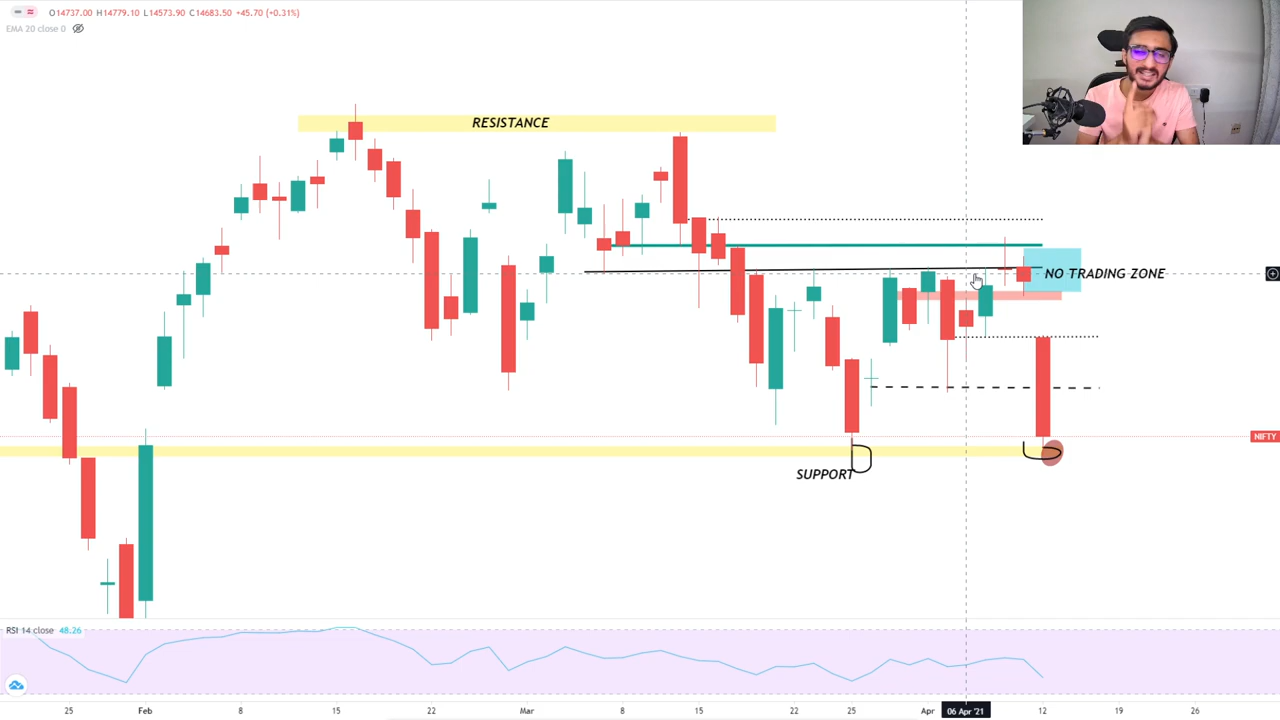 O14737.00 H14779.10 L14573.90 C14683.50 +45.70 (+0.31%)
EMA 20 close 0
RESISTANCE
NO TRADING ZONE
NIFTY
SUPPORT
RSI 14 close 48.26
25 Feb 8 15 22 Mar 8 15 22 25 Apr 06 Apr '21 12 19 26